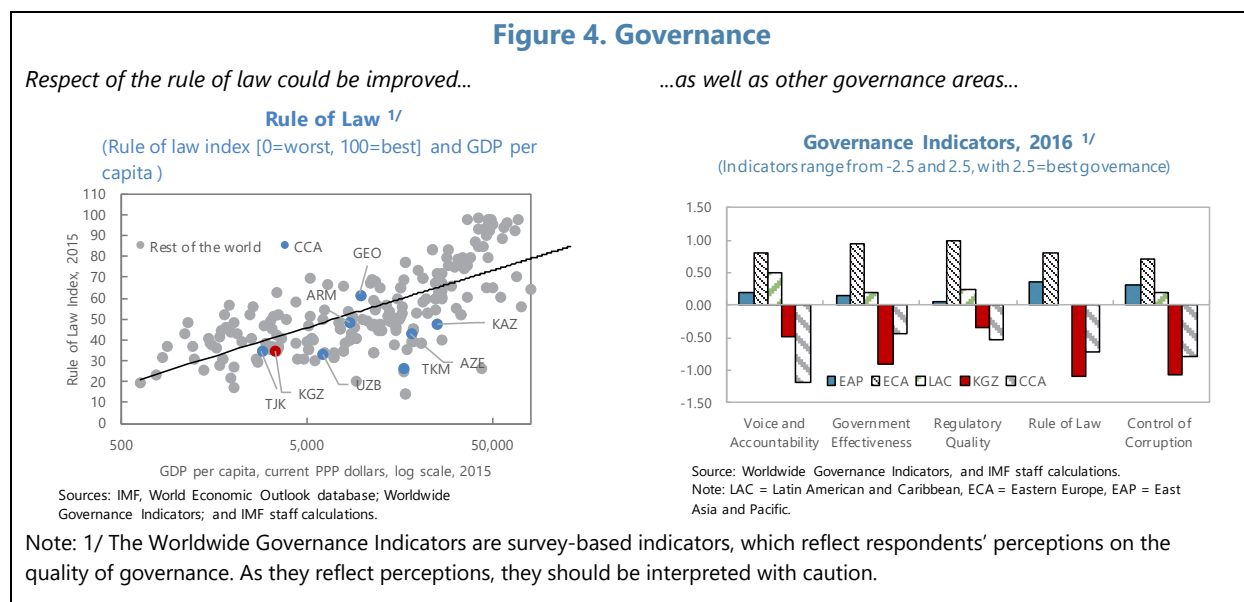 Figure 4. Governance
Respect of the rule of law could be improved...
...as well as other governance areas...
Rule of Law 1/
(Rule of law index [0=worst, 100=best] and GDP per
capita )
110
100
90
80
70
60
50
40
30
20
10
0
Rule of Law Index, 2015
Rest of the world
CCA
GEO
ARM
KAZ
AZE
TKM
UZB
KGZ
TJK
500
5,000
50,000
GDP per capita, current PPP dollars, log scale, 2015
Sources: IMF, World Economic Outlook database; Worldwide
Governance Indicators; and IMF staff calculations.
Governance Indicators, 2016 1/
(Indicators range from -2.5 and 2.5, with 2.5=best governance)
1.50
1.00
0.50
0.00
-0.50
-1.00
-1.50
EAP
ECA
LAC
KGZ
CCA
Voice and
Accountability
Government
Effectiveness
Regulatory
Quality
Rule of Law
Control of
Corruption
Source: Worldwide Governance Indicators, and IMF staff calculations.
Note: LAC = Latin American and Caribbean, ECA = Eastern Europe, EAP = East
Asia and Pacific.
Note: 1/ The Worldwide Governance Indicators are survey-based indicators, which reflect respondents’ perceptions on the
quality of governance. As they reflect perceptions, they should be interpreted with caution.